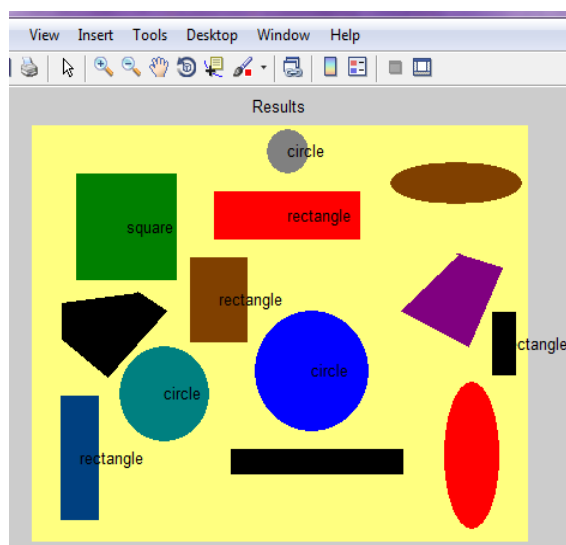 View Insert Tools Desktop Window Help
Results
circle
square
rectangle
rectangle
ctangle
circle
circle
rectangle